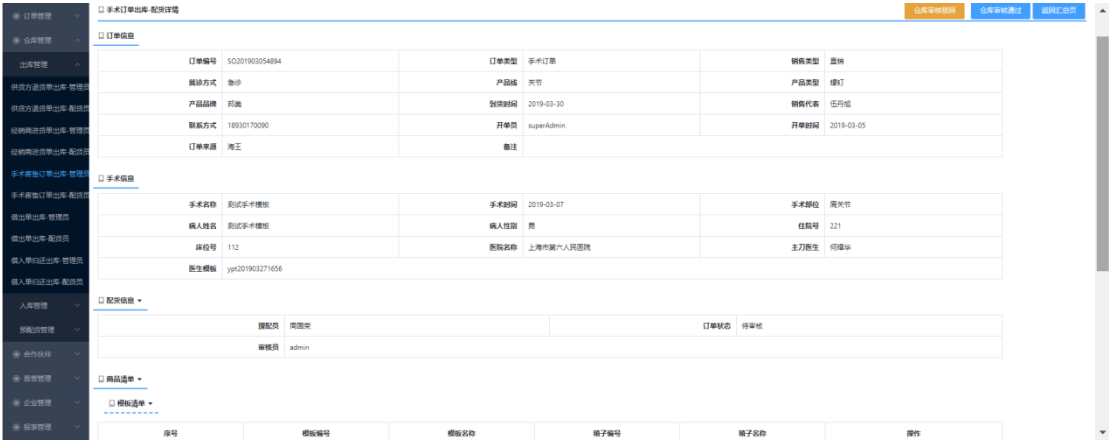 订单管理
仓库管理
出库管理
供货方退货单出库-管理员
供货方退货单出库-配货员
经销商进货单出库-管理员
经销商进货单出库-配货员
手术寄售订单出库-管理员
手术寄售订单出库-配货员
借出单出库-管理员
借出单出库-配货员
借入单归还出库-管理员
借入单归还出库-配货员
入库管理
预配货管理
合作伙伴
首营管理
企业管理
报表管理
手术订单出库-配货详情
仓库审核驳回 仓库审核通过 返回汇总页
订单信息
订单编号 SO201903054894 订单类型 手术订单 销售类型 直销
就诊方式 急诊 产品线 关节 产品类型 螺钉
产品品牌 邦美 到货时间 2019-03-30 销售代表 伍丹旭
联系方式 18930170090 开单员 superAdmin 开单时间 2019-03-05
订单来源 海王 备注
手术信息
手术名称 测试手术模板 手术时间 2019-03-07 手术部位 肩关节
病人姓名 测试手术模板 病人性别 男 住院号 221
床位号 112 医院名称 上海市第六人民医院 主刀医生 何耀华
医生模板 ypt201903271656
配货信息
理配员 周国荣 订单状态 待审核
审核员 admin
商品清单
模板清单
序号 模板编号 模板名称 箱子编号 箱子名称 操作